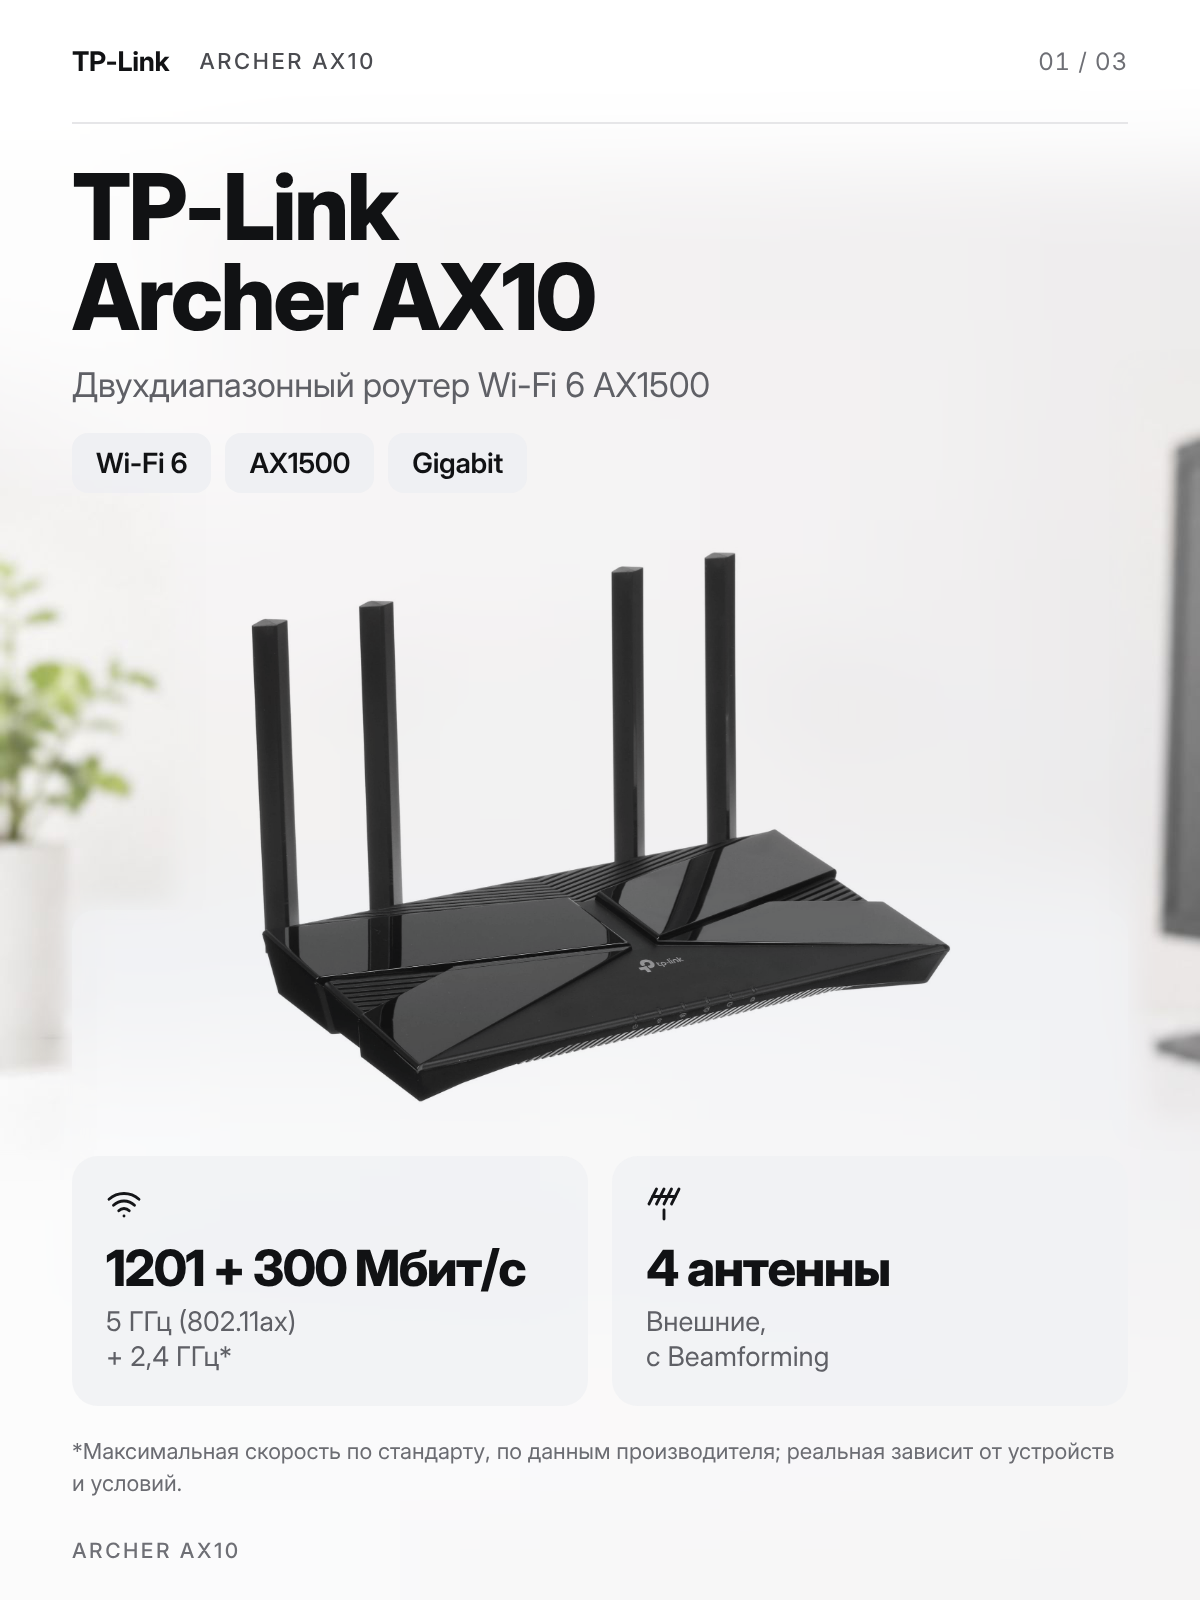 TP-Link ARCHER AX10 01 / 03
TP-Link
Archer AX10
Двухдиапазонный роутер Wi-Fi 6 AX1500
Wi-Fi 6 AX1500 Gigabit
tp-link
1201 + 300 Мбит/с
5 ГГц (802.11ax)
+ 2,4 ГГц*
4 антенны
Внешние,
с Beamforming
*Максимальная скорость по стандарту, по данным производителя; реальная зависит от устройств
и условий.
ARCHER AX10